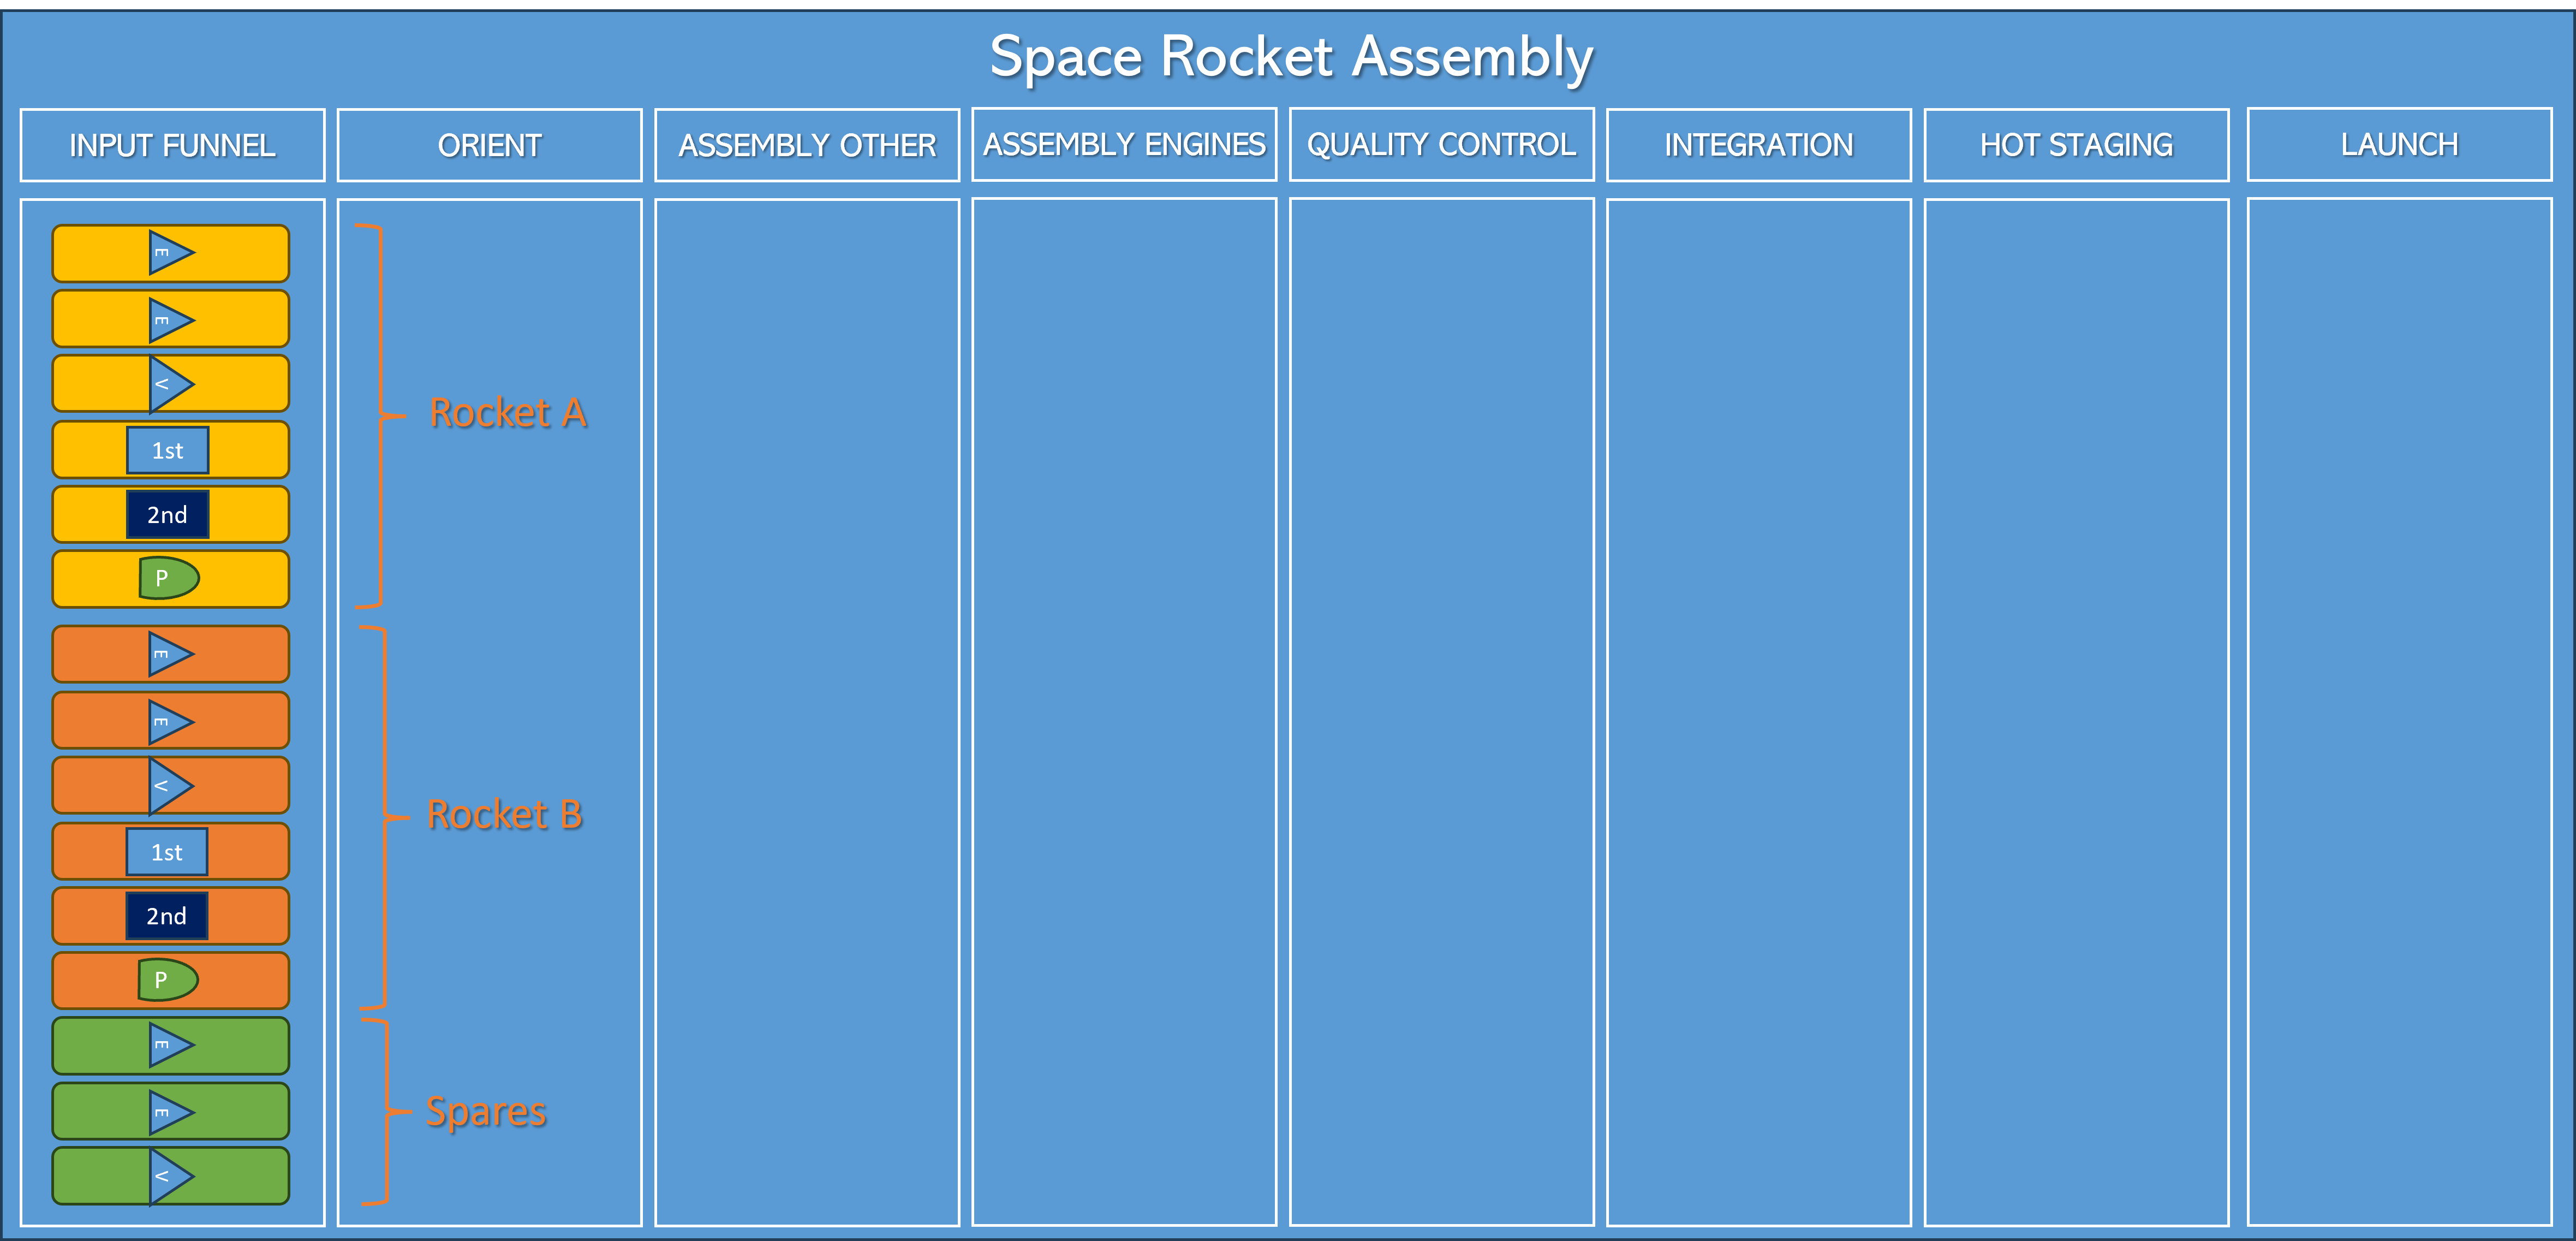 Space Rocket Assembly
INPUT FUNNEL
ORIENT
ASSEMBLY OTHER
ASSEMBLY ENGINES
QUALITY CONTROL
INTEGRATION
HOT STAGING
LAUNCH
E
E
V
1st
2nd
P
Rocket A
E
E
V
1st
2nd
P
Rocket B
E
E
V
Spares